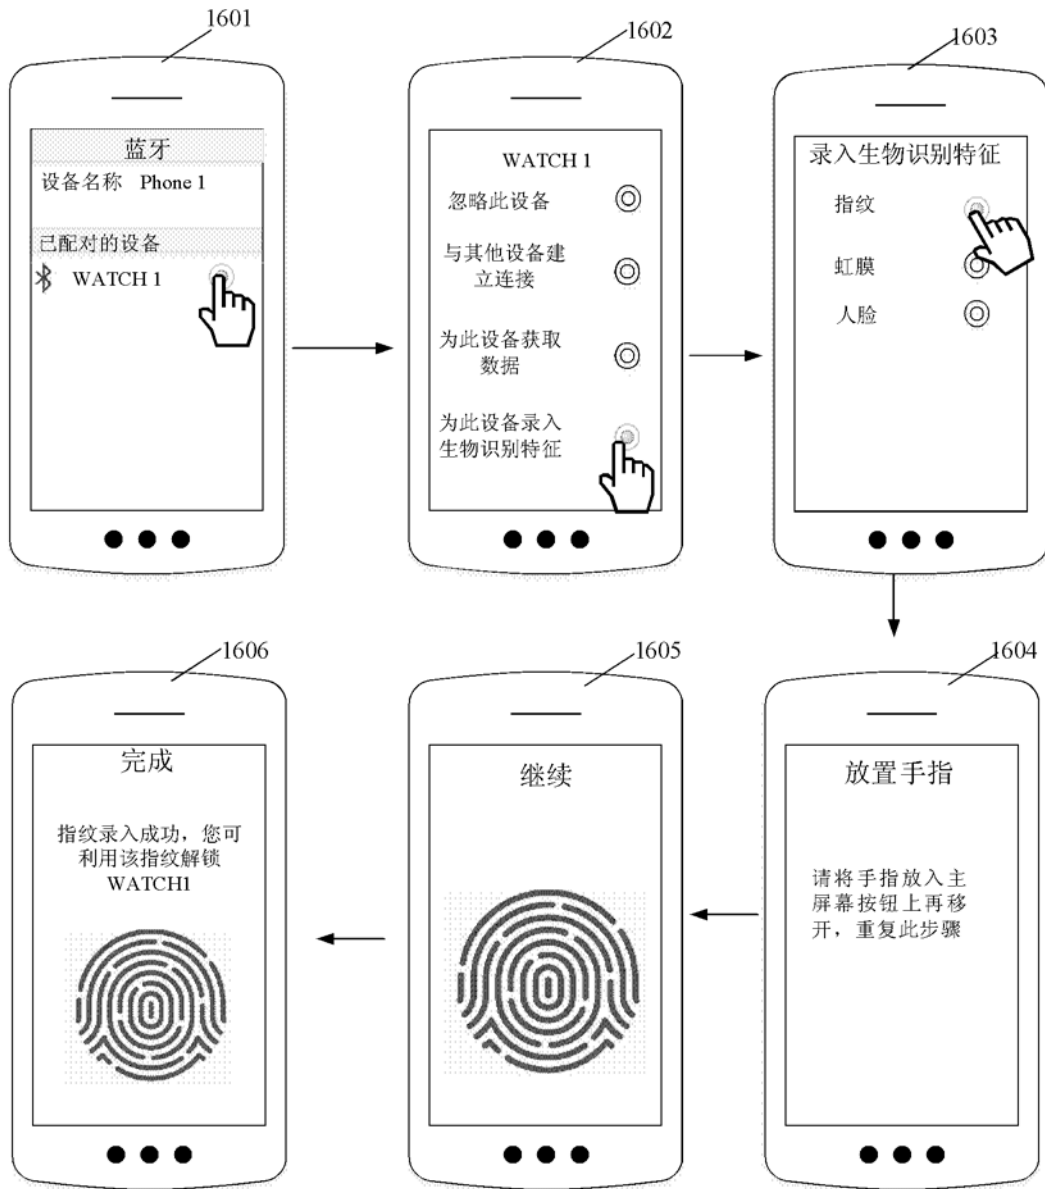 1601
蓝牙
设备名称 Phone 1
已配对的设备
WATCH 1
1602
WATCH 1
忽略此设备
与其他设备建
立连接
为此设备获取
数据
为此设备录入
生物识别特征
1603
录入生物识别特征
指纹
虹膜
人脸
1604
放置手指
请将手指放入主
屏幕按钮上再移
开，重复此步骤
1605
继续
1606
完成
指纹录入成功，您可
利用该指纹解锁
WATCH1